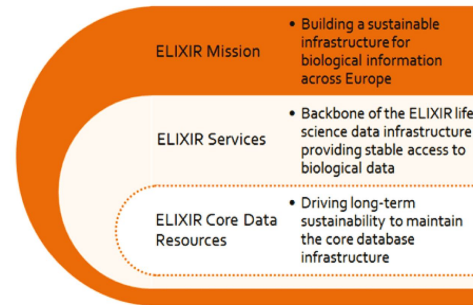 ELIXIR Mission
• Building a sustainable
infrastructure for
biological information
across Europe
ELIXIR Services
• Backbone of the ELIXIR life
science data infrastructure
providing stable access to
biological data
ELIXIR Core Data
Resources
• Driving long-term
sustainability to maintain
the core database
infrastructure